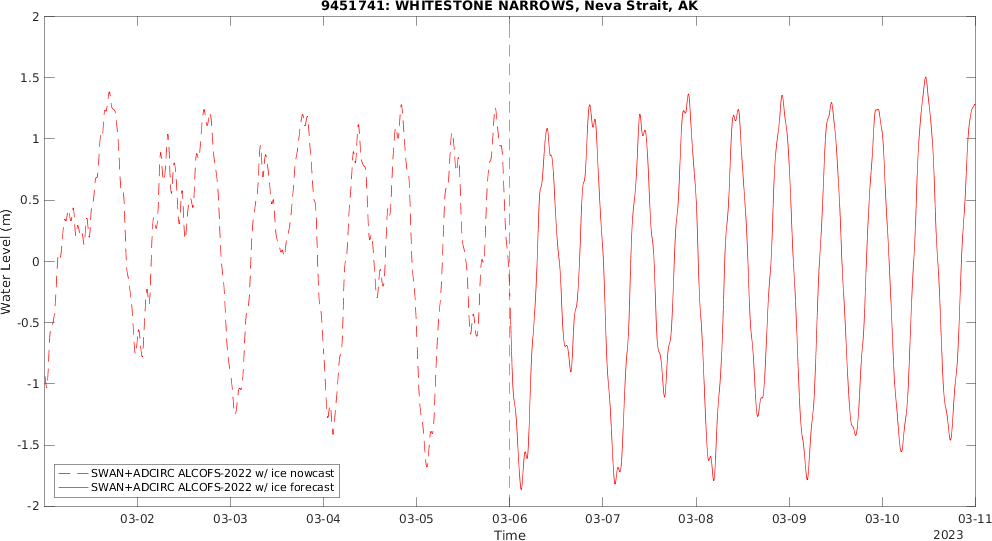 9451741: WHITESTONE NARROWS, Neva Strait, AK
2
1.5
1
0.5
0
-0.5
-1
-1.5
-2
Water Level (m)
SWAN+ADCIRC ALCOFS-2022 w/ ice nowcast
SWAN+ADCIRC ALCOFS-2022 w/ ice forecast
03-02 03-03 03-04 03-05 03-06 03-07 03-08 03-09 03-10 03-11
Time
2023